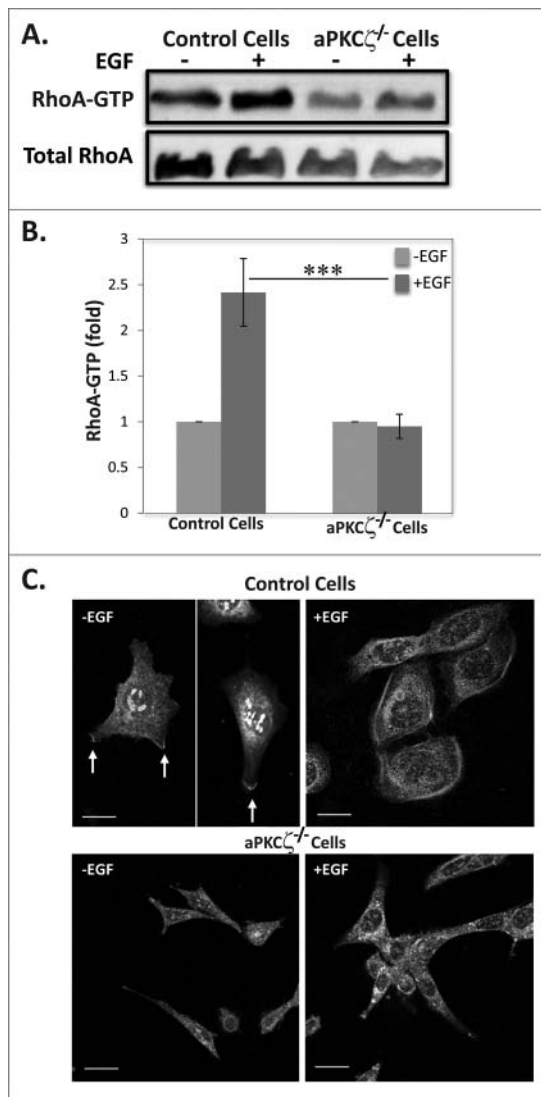 A.
Control Cells aPKCζ-/- Cells
EGF - + - +
RhoA-GTP
Total RhoA
B.
3
2.5
2
1.5
1
0.5
0
RhoA-GTP (fold)
***
-EGF
+EGF
Control Cells aPKCζ-/- Cells
C.
Control Cells
-EGF +EGF
aPKCζ-/- Cells
-EGF +EGF